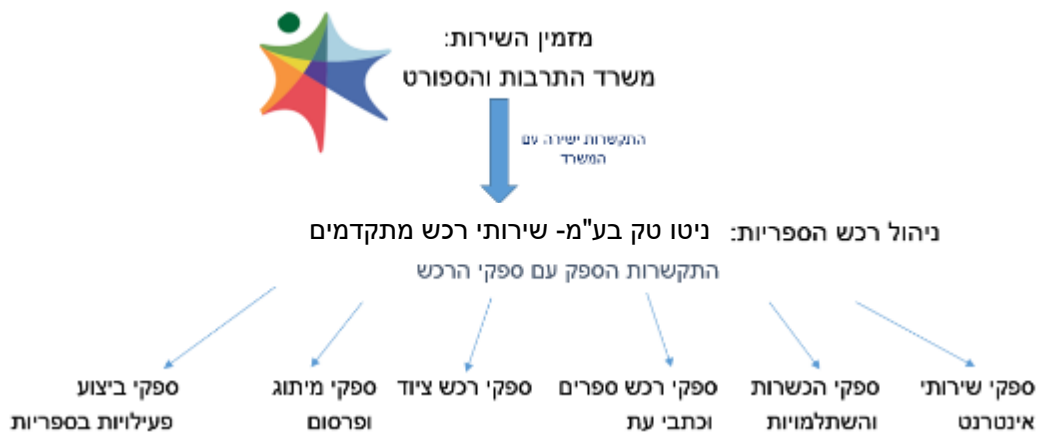 מזמין השירות:
משרד התרבות והספורט
התקשרות ישירה עם
המשרד
ניהול רכש הספריות: ניטו טק בע"מ- שירותי רכש מתקדמים
התקשרות הספק עם ספקי הרכש
ספקי שירותי
אינטרנט
ספקי הכשרות
והשתלמויות
ספקי רכש ספרים
וכתבי עת
ספקי רכש ציוד
ספקי מיתוג
ופרסום
ספקי ביצוע
פעילויות בספריות